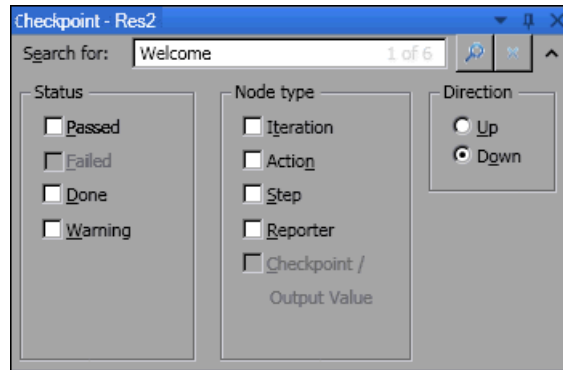 Checkpoint - Res2
Search for: Welcome 1 of 6
Status
Passed
Failed
Done
Warning
Node type
Iteration
Action
Step
Reporter
Checkpoint /
Output Value
Direction
Up
Down